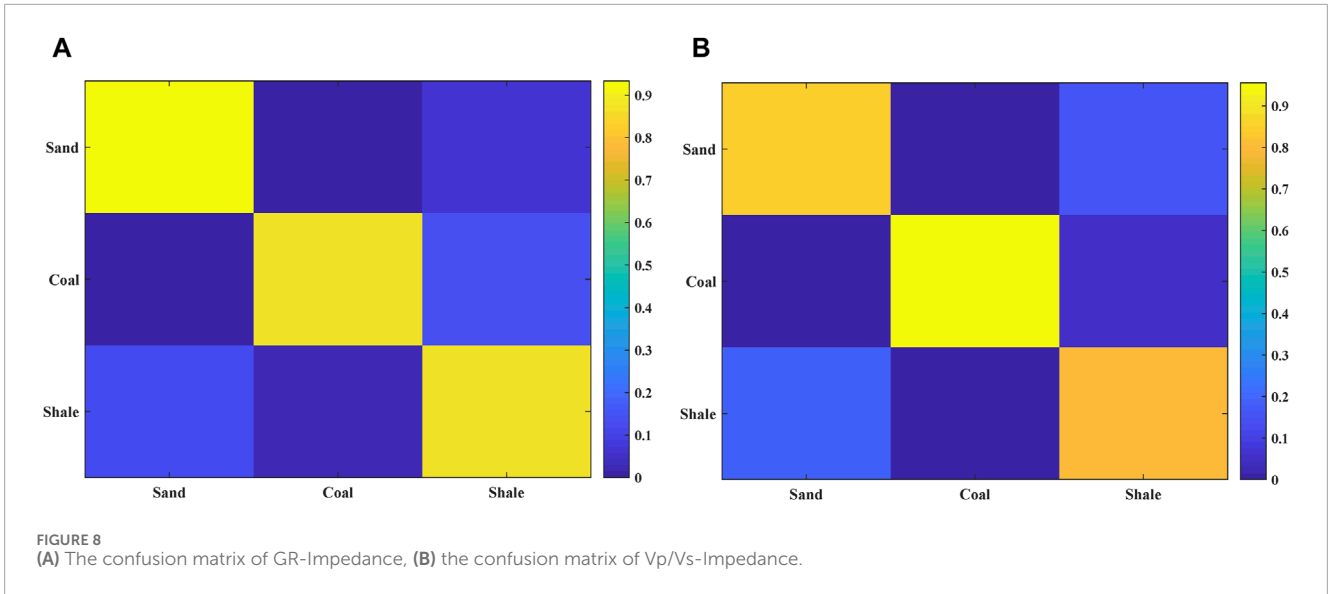 A
B
Sand
Coal
Shale
Sand
Coal
Shale
0.9
0.8
0.7
0.6
0.5
0.4
0.3
0.2
0.1
0
Sand
Coal
Shale
Sand
Coal
Shale
0.9
0.8
0.7
0.6
0.5
0.4
0.3
0.2
0.1
0
FIGURE 8
(A) The confusion matrix of GR-Impedance, (B) the confusion matrix of Vp/Vs-Impedance.